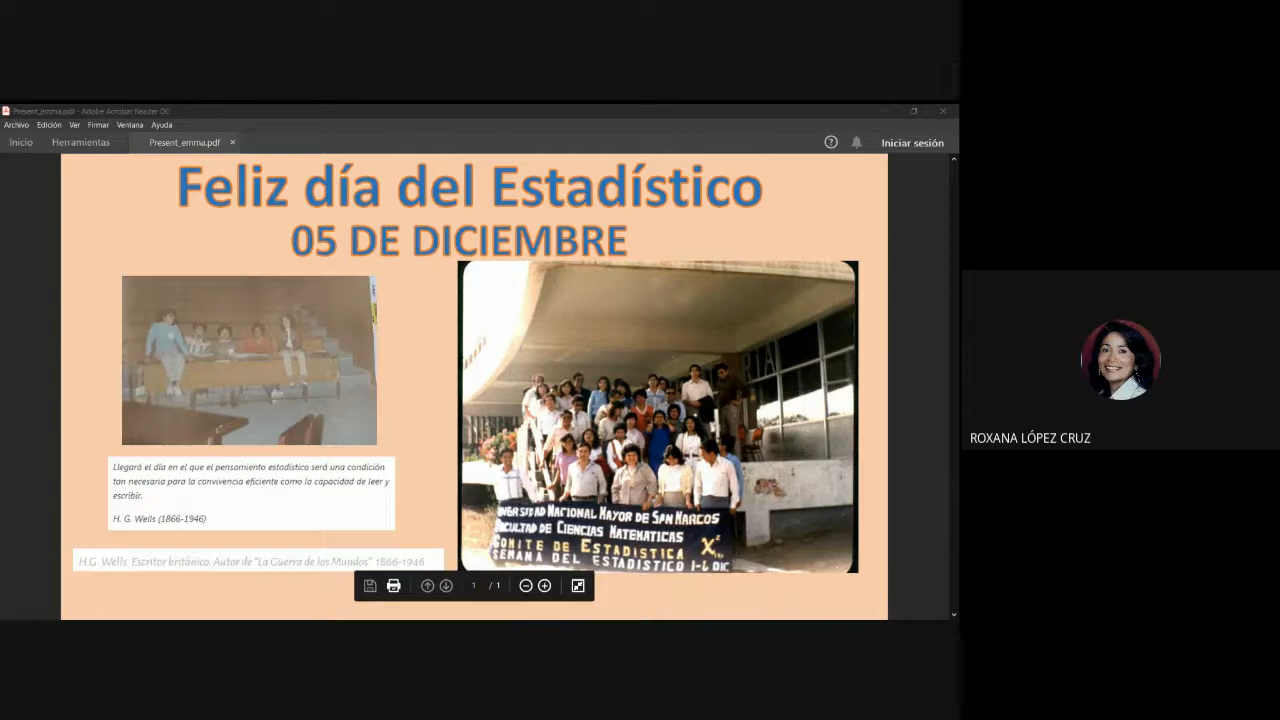 Present_emma.pdf - Adobe Acrobat Reader DC
Archivo Edición Ver Firmar Ventana Ayuda
Inicio Herramientas Present_emma.pdf × Iniciar sesión
Feliz día del Estadístico
05 DE DICIEMBRE
Llegará el día en el que el pensamiento estadístico será una condición
tan necesaria para la convivencia eficiente como la capacidad de leer y
escribir.
H. G. Wells (1866-1946)
H.G. Wells. Escritor británico. Autor de "La Guerra de los Mundos" 1866-1946
RIA
VERSIDAD NACIONAL MAYOR DE SAN MARCOS
FACULTAD DE CIENCIAS MATEMATICAS
COMITE DE ESTADISTICA
SEMANA DEL ESTADISTICO 1-6 DIC
1 / 1
ROXANA LÓPEZ CRUZ